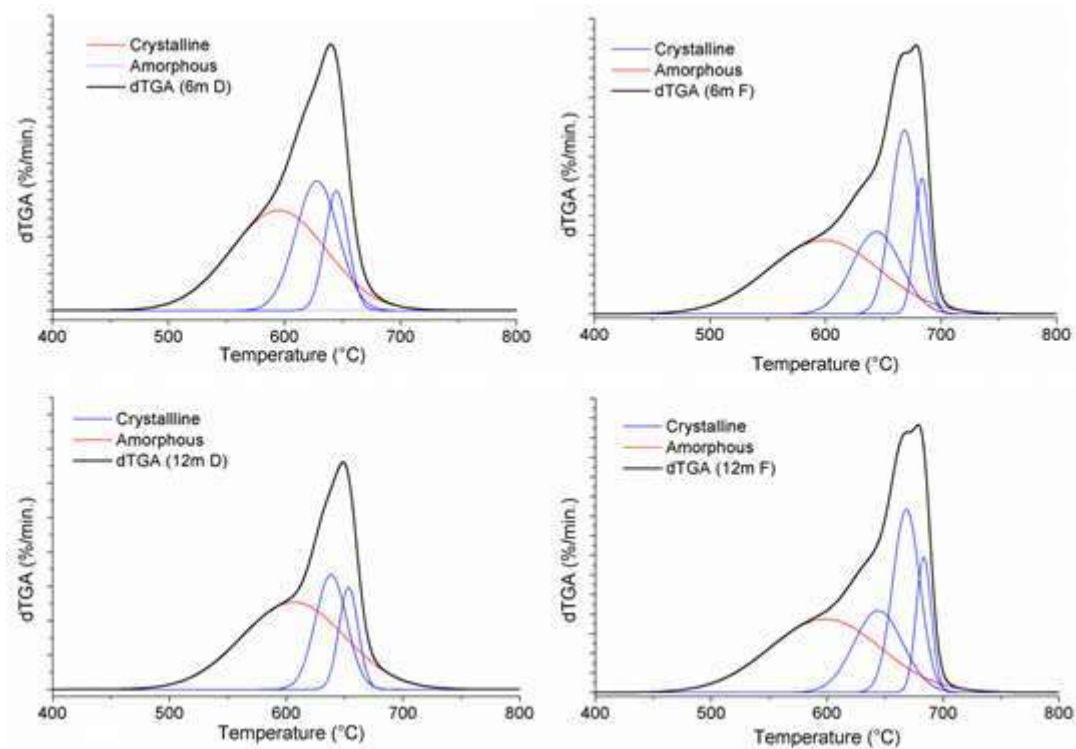 Crystalline
Amorphous
dTGA (6m D)
dTGA (%/min.)
400
500
600
700
800
Temperature (°C)
Crystalline
Amorphous
dTGA (6m F)
dTGA (%/min.)
400
500
600
700
800
Temperature (°C)
Crystallline
Amorphous
dTGA (12m D)
dTGA (%/min.)
400
500
600
700
800
Temperature (°C)
Crystalline
Amorphous
dTGA (12m F)
dTGA (%/min.)
400
500
600
700
800
Temperature (°C)